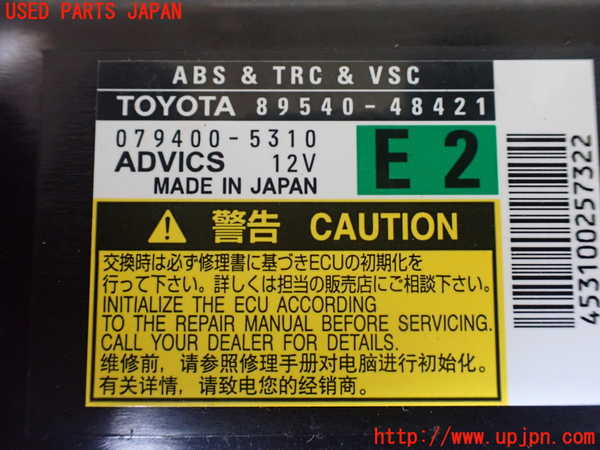 USED PARTS JAPAN
ABS & TRC & VSC
TOYOTA 89540-48421
079400-5310
ADVICS 12V
MADE IN JAPAN
E 2
警告 CAUTION
交換時は必ず修理書に基づきECUの初期化を
行って下さい。詳しくは担当の販売店にご相談下さい。
INITIALIZE THE ECU ACCORDING
TO THE REPAIR MANUAL BEFORE SERVICING.
CALL YOUR DEALER FOR DETAILS.
维修前，请参照修理手册对电脑进行初始化。
有关详情，请致电您的经销商。
453100257322
http://www.upjpn.com